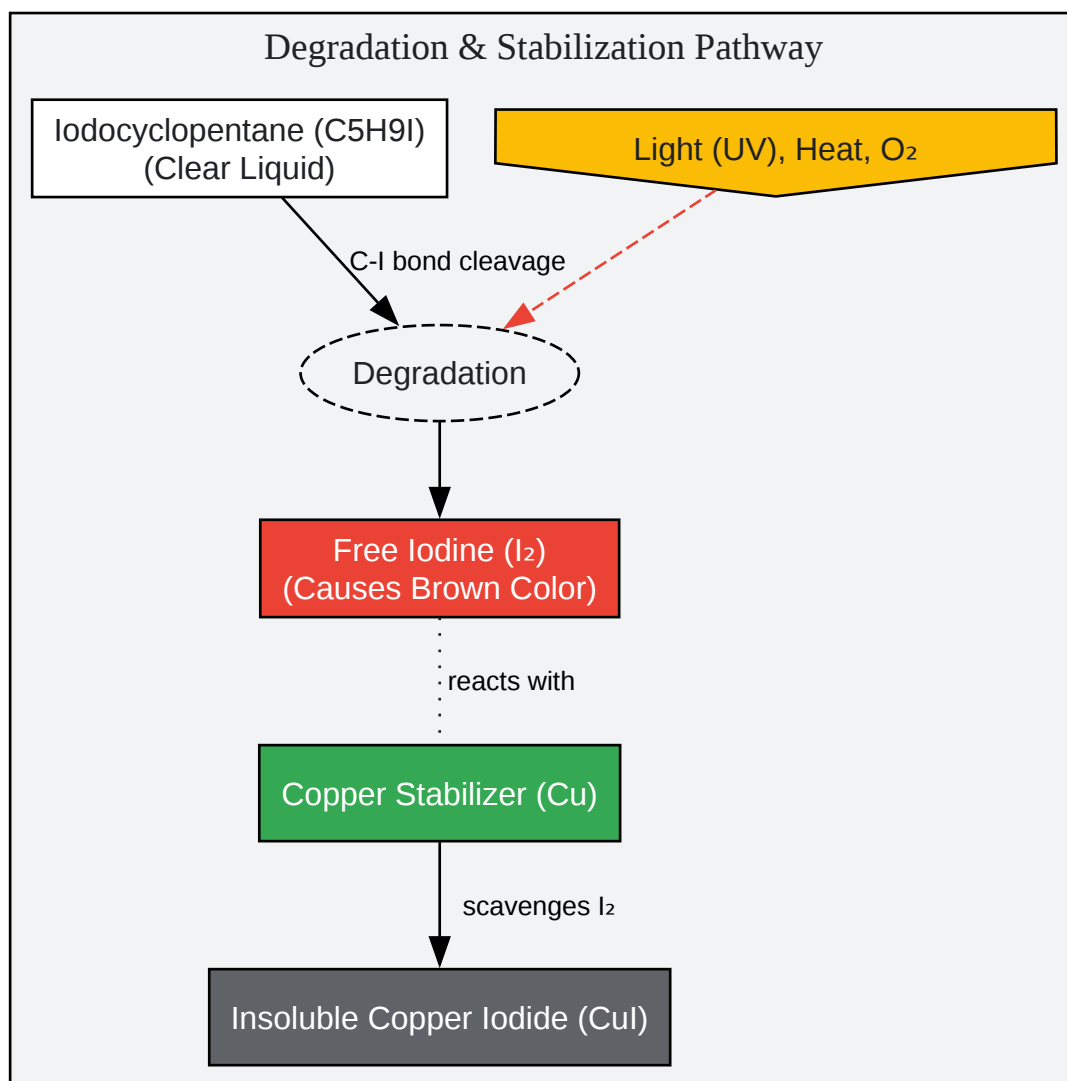 Degradation & Stabilization Pathway
Iodocyclopentane (C5H9I)
(Clear Liquid)
Light (UV), Heat, O₂
C-I bond cleavage
Degradation
Free Iodine (I₂)
(Causes Brown Color)
reacts with
Copper Stabilizer (Cu)
scavenges I₂
Insoluble Copper Iodide (CuI)